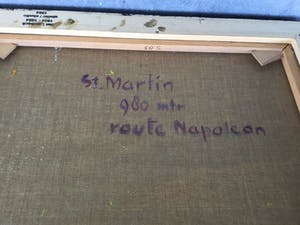 St. Martin
980 mtr
route Napoleon